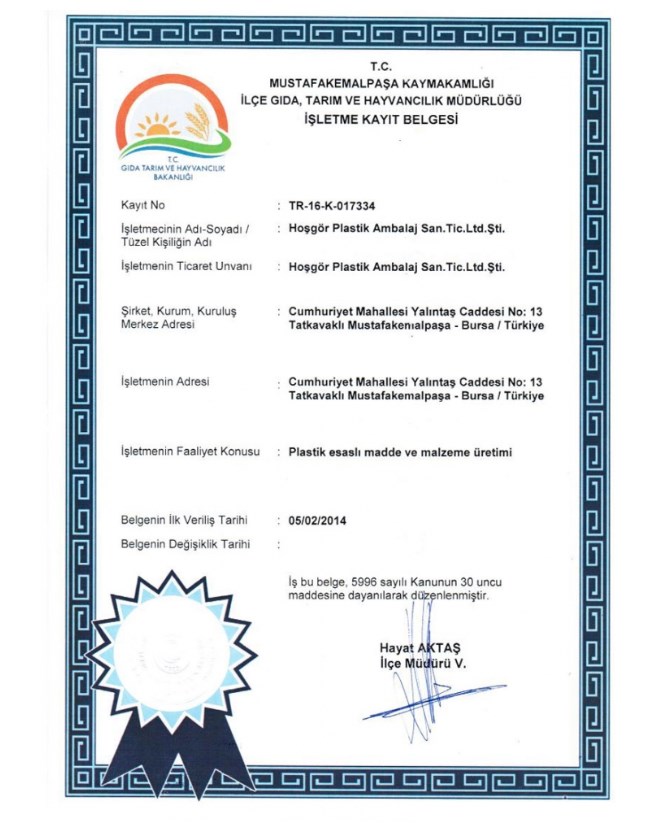 T.C.
MUSTAFAKEMALPAŞA KAYMAKAMLIĞI
İLÇE GIDA, TARIM VE HAYVANCILIK MÜDÜRLÜĞÜ
İŞLETME KAYIT BELGESİ
T.C.
GIDA TARIM VE HAYVANCILIK
BAKANLIĞI
Kayıt No : TR-16-K-017334
İşletmecinin Adı-Soyadı / : Hoşgör Plastik Ambalaj San.Tic.Ltd.Şti.
Tüzel Kişiliğin Adı
İşletmenin Ticaret Unvanı : Hoşgör Plastik Ambalaj San.Tic.Ltd.Şti.
Şirket, Kurum, Kuruluş : Cumhuriyet Mahallesi Yalıntaş Caddesi No: 13
Merkez Adresi Tatkavaklı Mustafakemalpaşa - Bursa / Türkiye
İşletmenin Adresi : Cumhuriyet Mahallesi Yalıntaş Caddesi No: 13
Tatkavaklı Mustafakemalpaşa - Bursa / Türkiye
İşletmenin Faaliyet Konusu : Plastik esaslı madde ve malzeme üretimi
Belgenin İlk Veriliş Tarihi : 05/02/2014
Belgenin Değişiklik Tarihi :
İş bu belge, 5996 sayılı Kanunun 30 uncu
maddesine dayanılarak düzenlenmiştir.
Hayat AKTAŞ
İlçe Müdürü V.